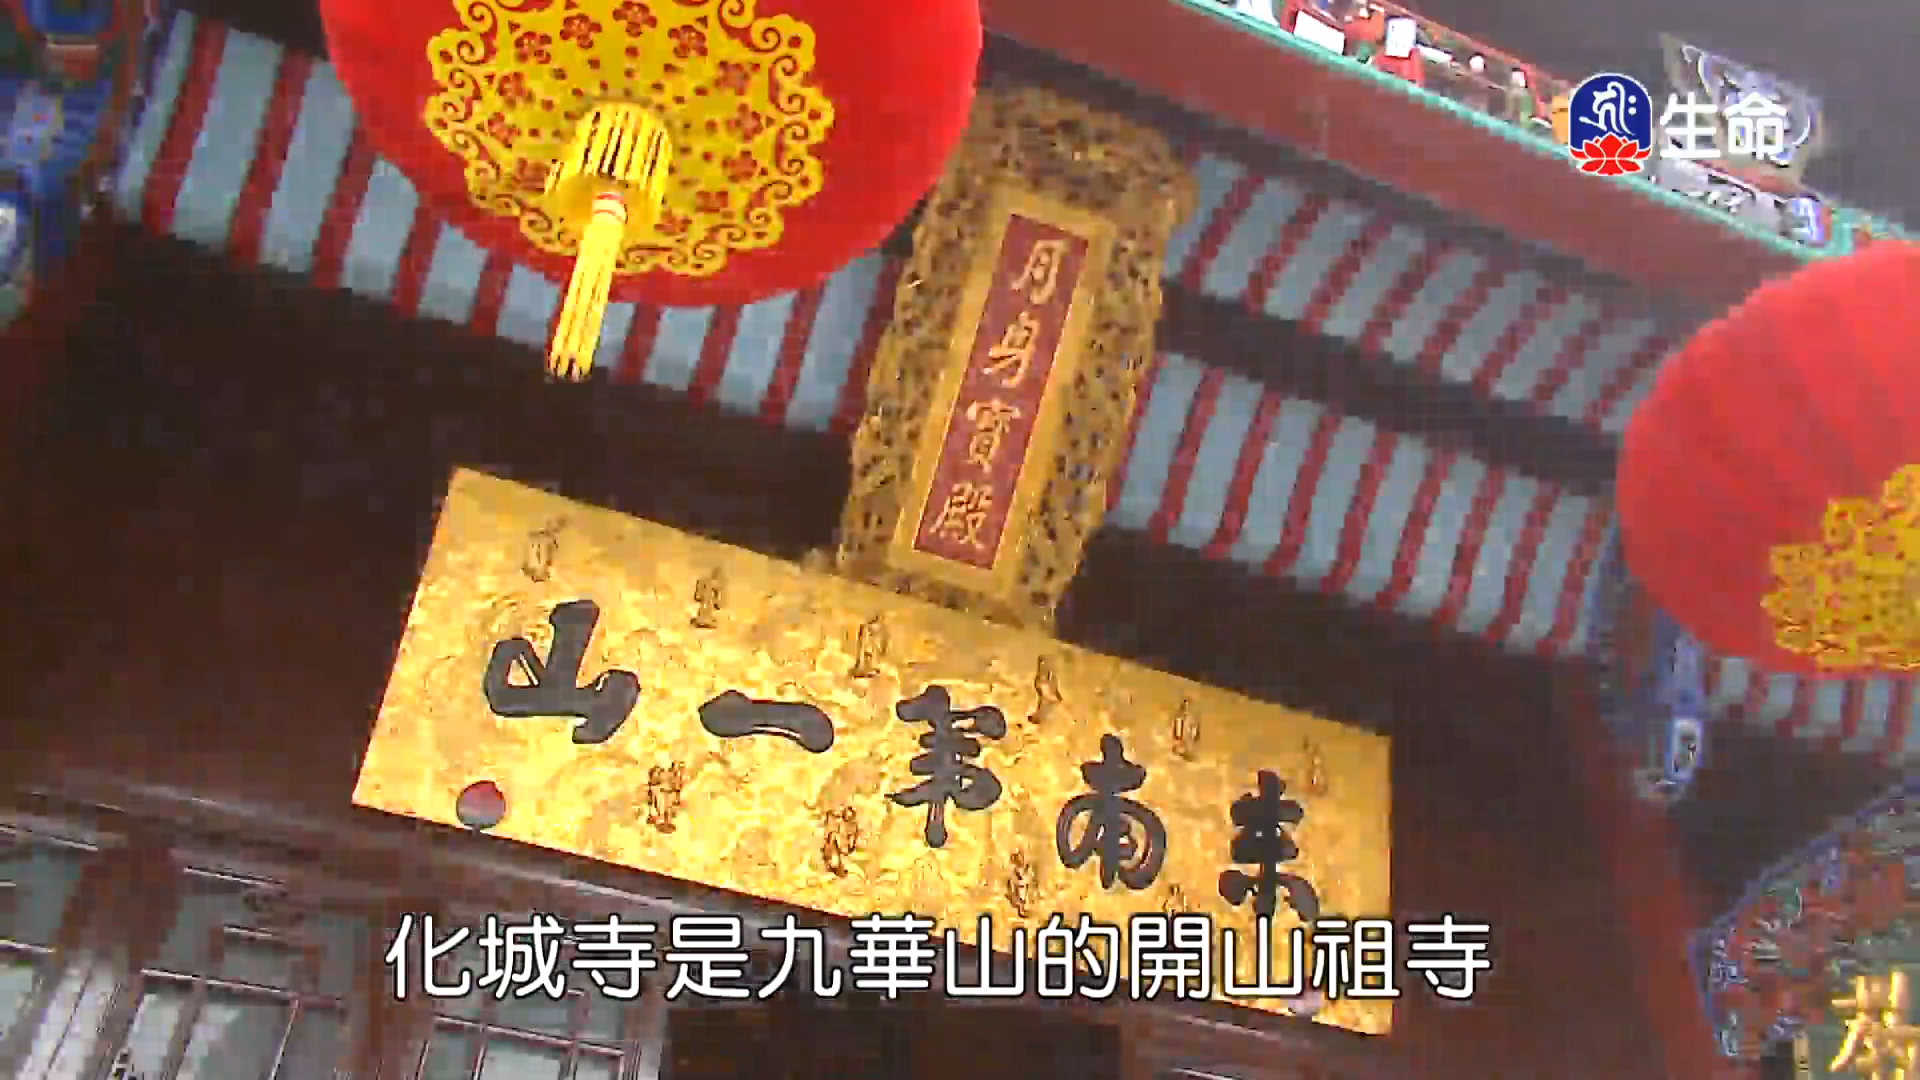 生命
月身寶殿
東南第一山
化城寺是九華山的開山祖寺